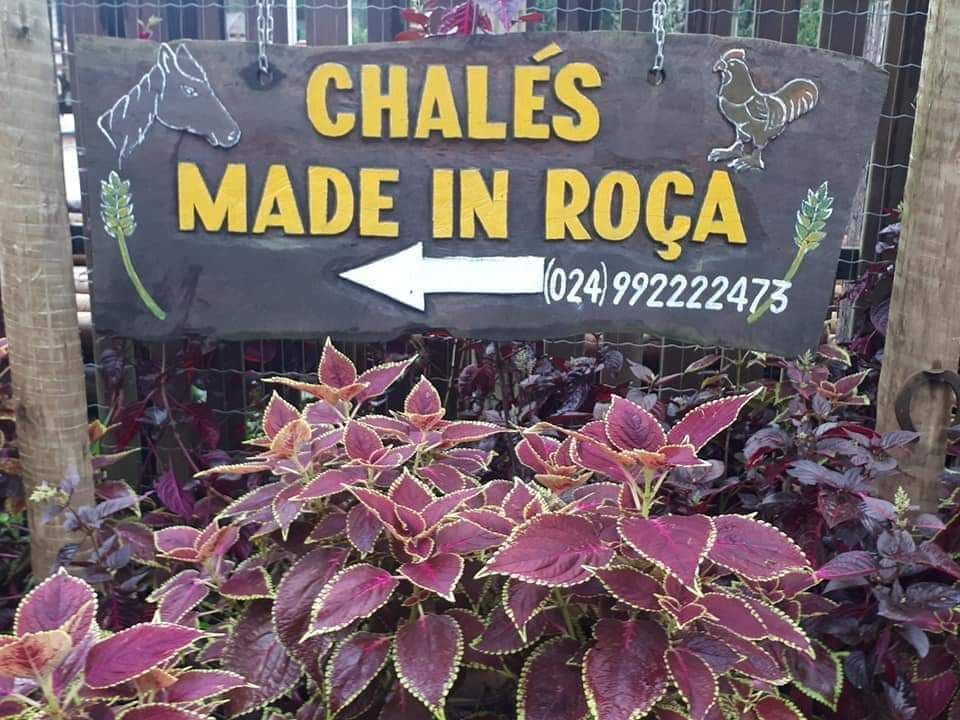 CHALÉS
MADE IN ROÇA
(024) 992222473